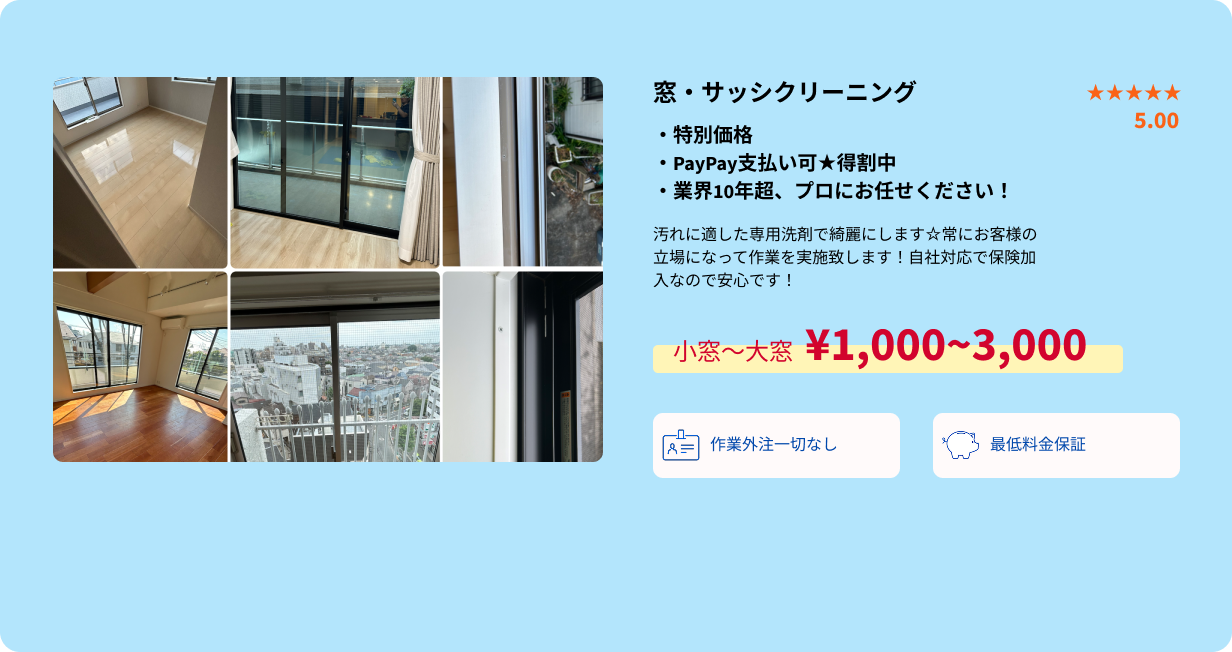 窓・サッシクリーニング
★★★★★
5.00
・特別価格
・PayPay支払い可★得割中
・業界10年超、プロにお任せください！
汚れに適した専用洗剤で綺麗にします☆常にお客様の
立場になって作業を実施致します！自社対応で保険加
入なので安心です！
小窓〜大窓 ¥1,000~3,000
作業外注一切なし
最低料金保証